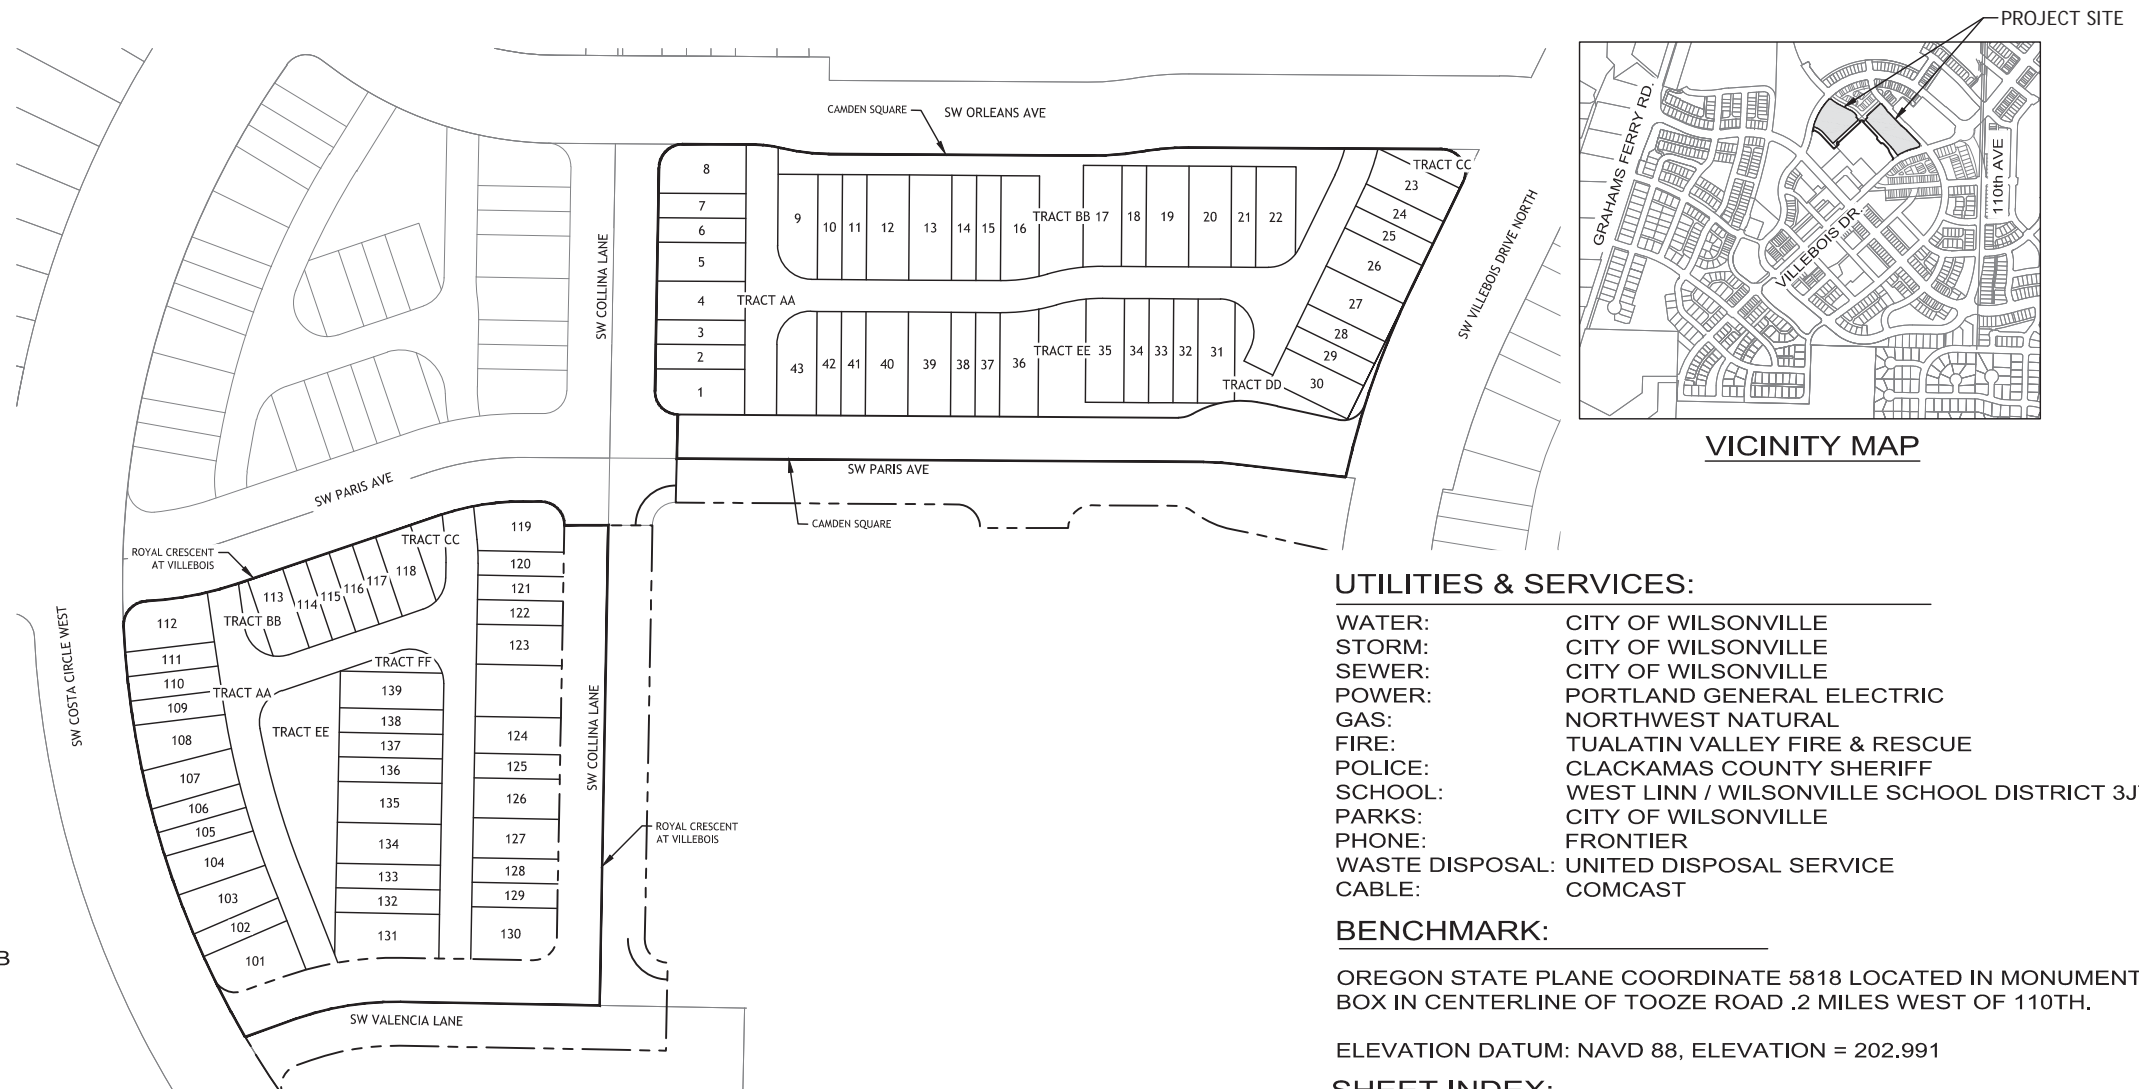 PROJECT SITE
GRAHAMS FERRY RD.
110th AVE
VILLEBOIS DR.
VICINITY MAP
CAMDEN SQUARE
SW ORLEANS AVE
SW COLLINA LANE
SW VILLEBOIS DRIVE NORTH
8
7
6
5
4
3
2
1
TRACT AA
9 10 11 12 13 14 15 16
TRACT BB
17 18 19 20 21 22
TRACT CC
23
24
25
26
27
28
29
30
43 42 41 40 39 38 37 36
TRACT EE
35 34 33 32 31
TRACT DD
SW PARIS AVE
CAMDEN SQUARE
SW PARIS AVE
ROYAL CRESCENT
AT VILLEBOIS
SW COSTA CIRCLE WEST
TRACT CC
113 114 115 116 117 118
TRACT BB
112
111
110
109
108
107
106
105
104
103
102
101
TRACT AA
TRACT FF
TRACT EE
139
138
137
136
135
134
133
132
131
119
120
121
122
123
124
125
126
127
128
129
130
SW COLLINA LANE
ROYAL CRESCENT
AT VILLEBOIS
SW VALENCIA LANE
B
UTILITIES & SERVICES:
WATER: CITY OF WILSONVILLE
STORM: CITY OF WILSONVILLE
SEWER: CITY OF WILSONVILLE
POWER: PORTLAND GENERAL ELECTRIC
GAS: NORTHWEST NATURAL
FIRE: TUALATIN VALLEY FIRE & RESCUE
POLICE: CLACKAMAS COUNTY SHERIFF
SCHOOL: WEST LINN / WILSONVILLE SCHOOL DISTRICT 3J
PARKS: CITY OF WILSONVILLE
PHONE: FRONTIER
WASTE DISPOSAL: UNITED DISPOSAL SERVICE
CABLE: COMCAST
BENCHMARK:
OREGON STATE PLANE COORDINATE 5818 LOCATED IN MONUMENT
BOX IN CENTERLINE OF TOOZE ROAD .2 MILES WEST OF 110TH.
ELEVATION DATUM: NAVD 88, ELEVATION = 202.991
SHEET INDEX: